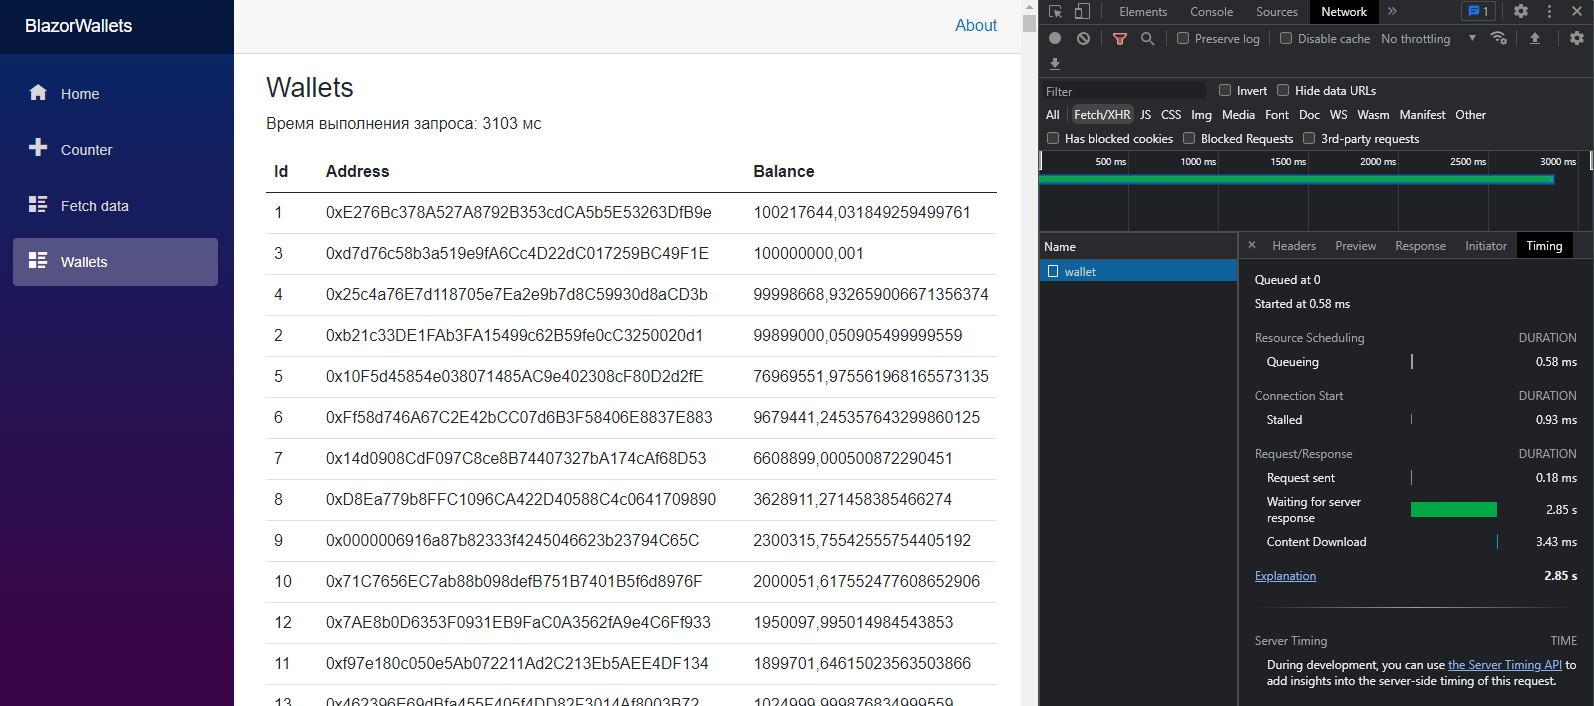 BlazorWallets
Home
Counter
Fetch data
Wallets
About
Wallets
Время выполнения запроса: 3103 мс
Id Address Balance
1 0xE276Bc378A527A8792B353cdCA5b5E53263DfB9e 100217644,031849259499761
3 0xd7d76c58b3a519e9fA6Cc4D22dC017259BC49F1E 100000000,001
4 0x25c4a76E7d118705e7Ea2e9b7d8C59930d8aCD3b 99998668,932659006671356374
2 0xb21c33DE1FAb3FA15499c62B59fe0cC3250020d1 99899000,050905499999559
5 0x10F5d45854e038071485AC9e402308cF80D2d2fE 76969551,975561968165573135
6 0xFf58d746A67C2E42bCC07d6B3F58406E8837E883 9679441,245357643299860125
7 0x14d0908CdF097C8ce8B74407327bA174cAf68D53 6608899,000500872290451
8 0xD8Ea779b8FFC1096CA422D40588C4c0641709890 3628911,271458385466274
9 0x0000006916a87b82333f4245046623b23794C65C 2300315,75542555754405192
10 0x71C7656EC7ab88b098defB751B7401B5f6d8976F 2000051,617552477608652906
12 0x7AE8b0D6353F0931EB9FaC0A3562fA9e4C6Ff933 1950097,995014984543853
11 0xf97e180c050e5Ab072211Ad2C213Eb5AEE4DF134 1899701,64615023563503866
13 0x462396E69dBfa455F405f4DD82F3014Af8003B72 1024999,999876834999559
Elements Console Sources Network 1
Preserve log Disable cache No throttling
Filter Invert Hide data URLs
All Fetch/XHR JS CSS Img Media Font Doc WS Wasm Manifest Other
Has blocked cookies Blocked Requests 3rd-party requests
500 ms 1000 ms 1500 ms 2000 ms 2500 ms 3000 ms
Name
wallet
Headers Preview Response Initiator Timing
Queued at 0
Started at 0.58 ms
Resource Scheduling DURATION
Queueing 0.58 ms
Connection Start DURATION
Stalled 0.93 ms
Request/Response DURATION
Request sent 0.18 ms
Waiting for server
response 2.85 s
Content Download 3.43 ms
Explanation 2.85 s
Server Timing TIME
During development, you can use the Server Timing API to
add insights into the server-side timing of this request.